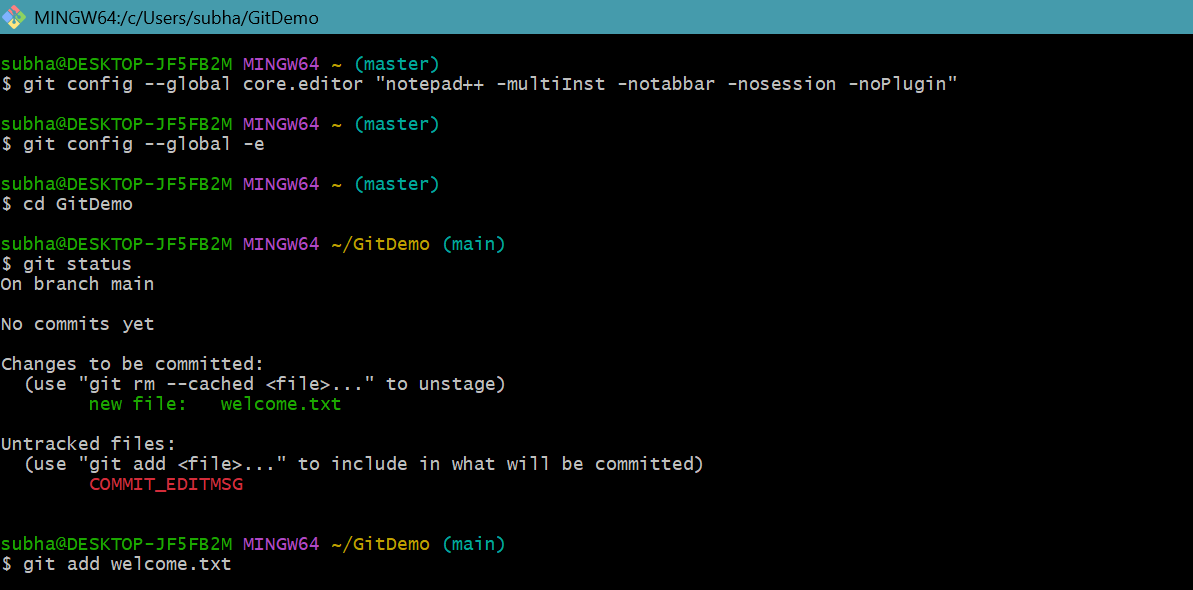 MINGW64:/c/Users/subha/GitDemo
subha@DESKTOP-JF5FB2M MINGW64 ~ (master)
$ git config --global core.editor "notepad++ -multiInst -notabbar -nosession -noPlugin"
subha@DESKTOP-JF5FB2M MINGW64 ~ (master)
$ git config --global -e
subha@DESKTOP-JF5FB2M MINGW64 ~ (master)
$ cd GitDemo
subha@DESKTOP-JF5FB2M MINGW64 ~/GitDemo (main)
$ git status
On branch main
No commits yet
Changes to be committed:
  (use "git rm --cached <file>..." to unstage)
        new file:   welcome.txt
Untracked files:
  (use "git add <file>..." to include in what will be committed)
        COMMIT_EDITMSG
subha@DESKTOP-JF5FB2M MINGW64 ~/GitDemo (main)
$ git add welcome.txt